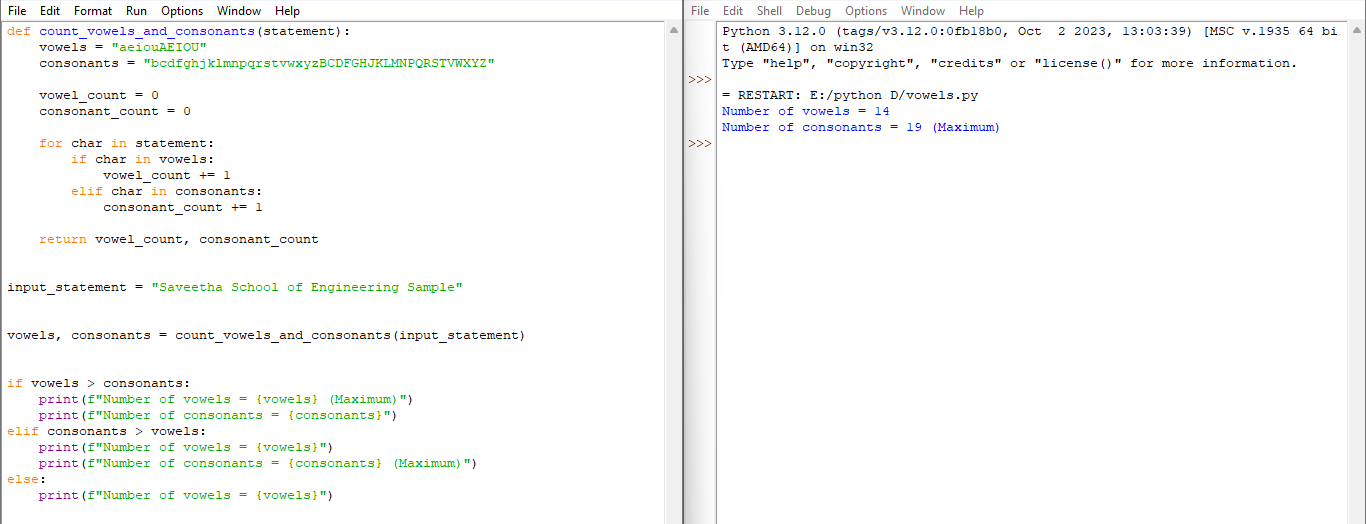 File Edit Format Run Options Window Help
def count_vowels_and_consonants(statement):
    vowels = "aeiouAEIOU"
    consonants = "bcdfghjklmnpqrstvwxyzBCDFGHJKLMNPQRSTVWXYZ"
    vowel_count = 0
    consonant_count = 0
    for char in statement:
        if char in vowels:
            vowel_count += 1
        elif char in consonants:
            consonant_count += 1
    return vowel_count, consonant_count
input_statement = "Saveetha School of Engineering Sample"
vowels, consonants = count_vowels_and_consonants(input_statement)
if vowels > consonants:
    print(f"Number of vowels = {vowels} (Maximum)")
    print(f"Number of consonants = {consonants}")
elif consonants > vowels:
    print(f"Number of vowels = {vowels}")
    print(f"Number of consonants = {consonants} (Maximum)")
else:
    print(f"Number of vowels = {vowels}")
File Edit Shell Debug Options Window Help
Python 3.12.0 (tags/v3.12.0:0fb18b0, Oct  2 2023, 13:03:39) [MSC v.1935 64 bi
t (AMD64)] on win32
Type "help", "copyright", "credits" or "license()" for more information.
>>>
= RESTART: E:/python D/vowels.py
Number of vowels = 14
Number of consonants = 19 (Maximum)
>>>